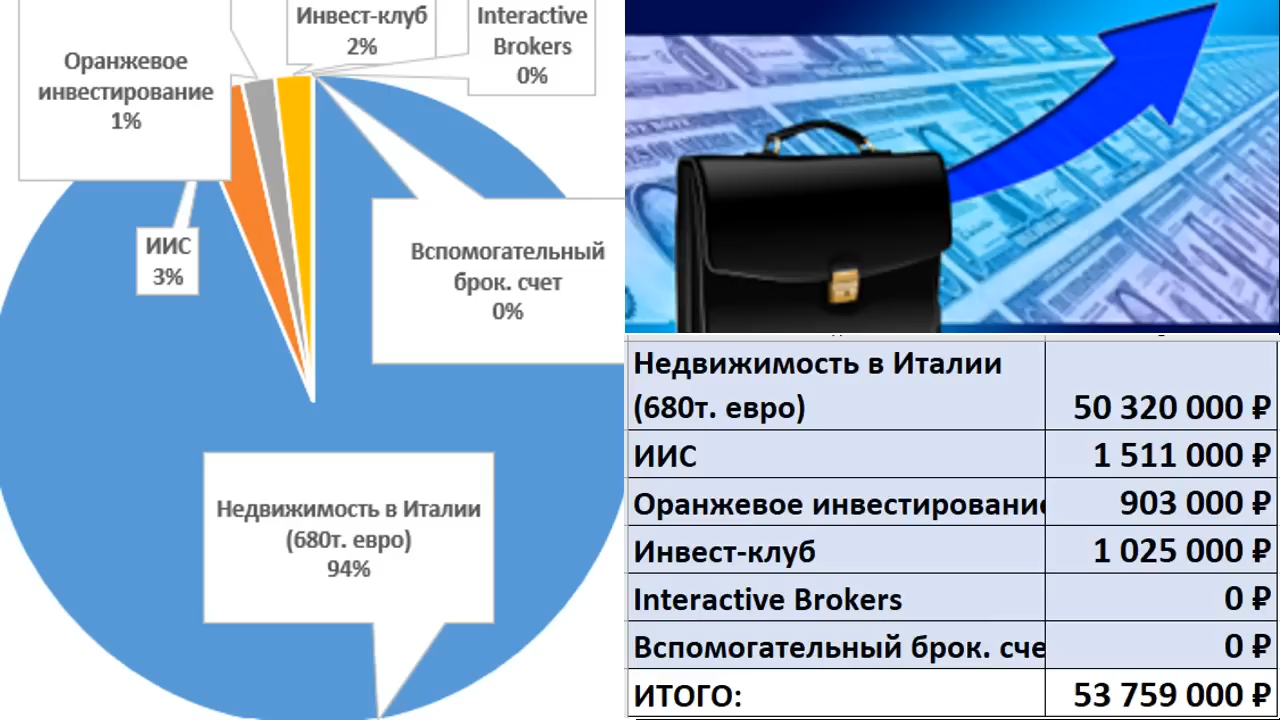 Инвест-клуб
2%
Interactive
Brokers
0%
Оранжевое
инвестирование
1%
ИИС
3%
Вспомогательный
брок. счет
0%
Недвижимость в Италии
(680т. евро)
94%
Недвижимость в Италии
(680т. евро) 50 320 000 ₽
ИИС 1 511 000 ₽
Оранжевое инвестировани 903 000 ₽
Инвест-клуб 1 025 000 ₽
Interactive Brokers 0 ₽
Вспомогательный брок. сче 0 ₽
ИТОГО: 53 759 000 ₽